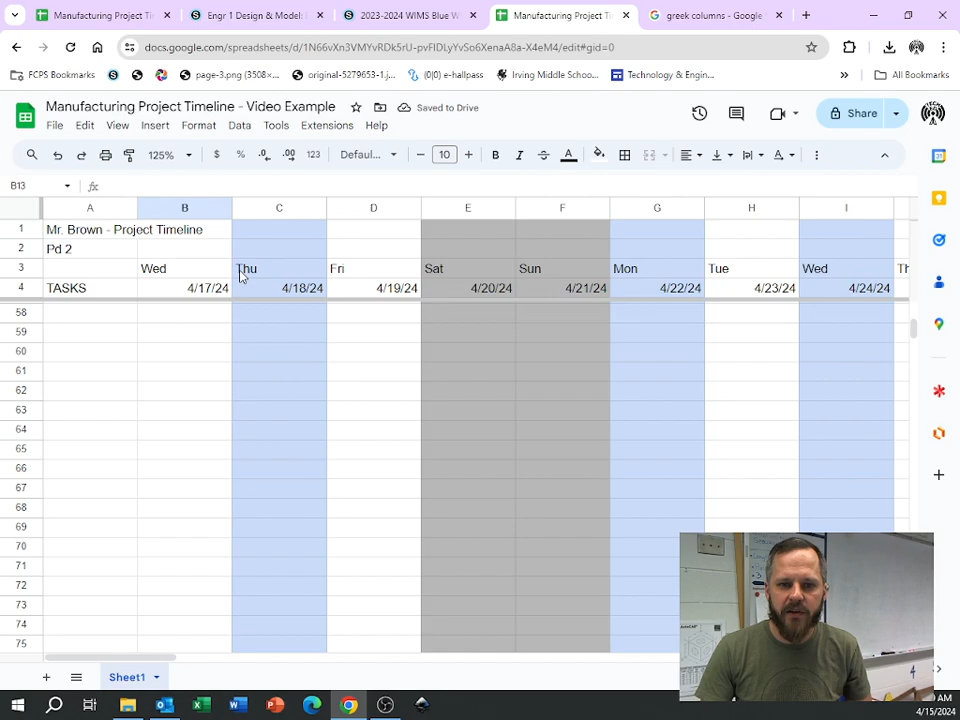 Manufacturing Project Tim
Engr 1 Design & Model:
2023-2024 WIMS Blue W
Manufacturing Project Tim
greek columns - Google
docs.google.com/spreadsheets/d/1N66vXn3VMYvRDk5rU-pvFIDLyYvSo6XenaA8a-X4eM4/edit#gid=0
FCPS Bookmarks
page-3.png (3508×...
original-5279653-1.j...
(0|0) e-hallpass
Irving Middle Schoo...
Technology & Engin...
»
All Bookmarks
Manufacturing Project Timeline - Video Example
Saved to Drive
Share
File Edit View Insert Format Data Tools Extensions Help
125% $ % .0 .00 123 Defaul... − 10 + B I A
B13 fx
A B C D E F G H I
1 Mr. Brown - Project Timeline
2 Pd 2
3 Wed Thu Fri Sat Sun Mon Tue Wed Th
4 TASKS 4/17/24 4/18/24 4/19/24 4/20/24 4/21/24 4/22/24 4/23/24 4/24/24
58
59
60
61
62
63
64
65
66
67
68
69
70
71
72
73
74
75
Sheet1
AM
4/15/2024